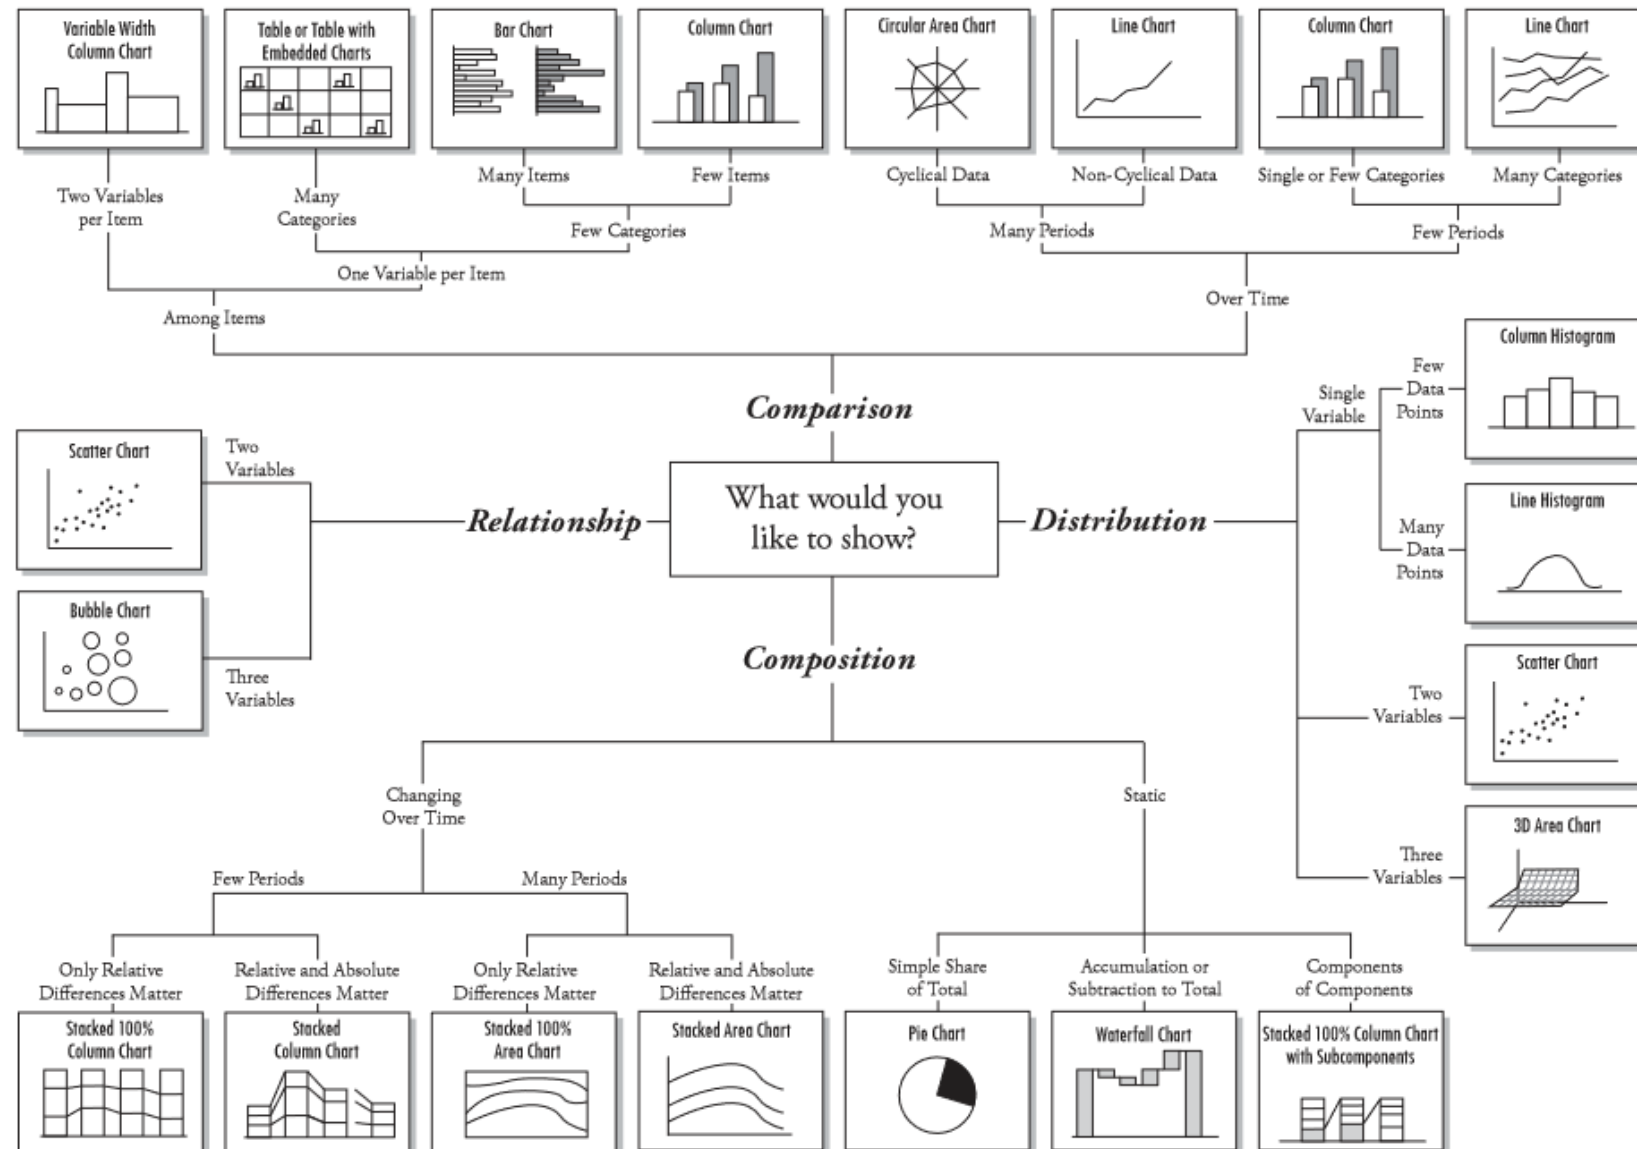 Variable Width
Column Chart
Table or Table with
Embedded Charts
Bar Chart
Column Chart
Circular Area Chart
Line Chart
Column Chart
Line Chart
Two Variables
per Item
Many
Categories
Many Items
Few Items
Cyclical Data
Non-Cyclical Data
Single or Few Categories
Many Categories
Few Categories
Many Periods
Few Periods
One Variable per Item
Among Items
Over Time
Comparison
What would you
like to show?
Relationship
Two
Variables
Scatter Chart
Three
Variables
Bubble Chart
Distribution
Single
Variable
Few
Data
Points
Column Histogram
Many
Data
Points
Line Histogram
Two
Variables
Scatter Chart
Three
Variables
3D Area Chart
Composition
Changing
Over Time
Static
Few Periods
Many Periods
Only Relative
Differences Matter
Relative and Absolute
Differences Matter
Only Relative
Differences Matter
Relative and Absolute
Differences Matter
Simple Share
of Total
Accumulation or
Subtraction to Total
Components
of Components
Stacked 100%
Column Chart
Stacked
Column Chart
Stacked 100%
Area Chart
Stacked Area Chart
Pie Chart
Waterfall Chart
Stacked 100% Column Chart
with Subcomponents